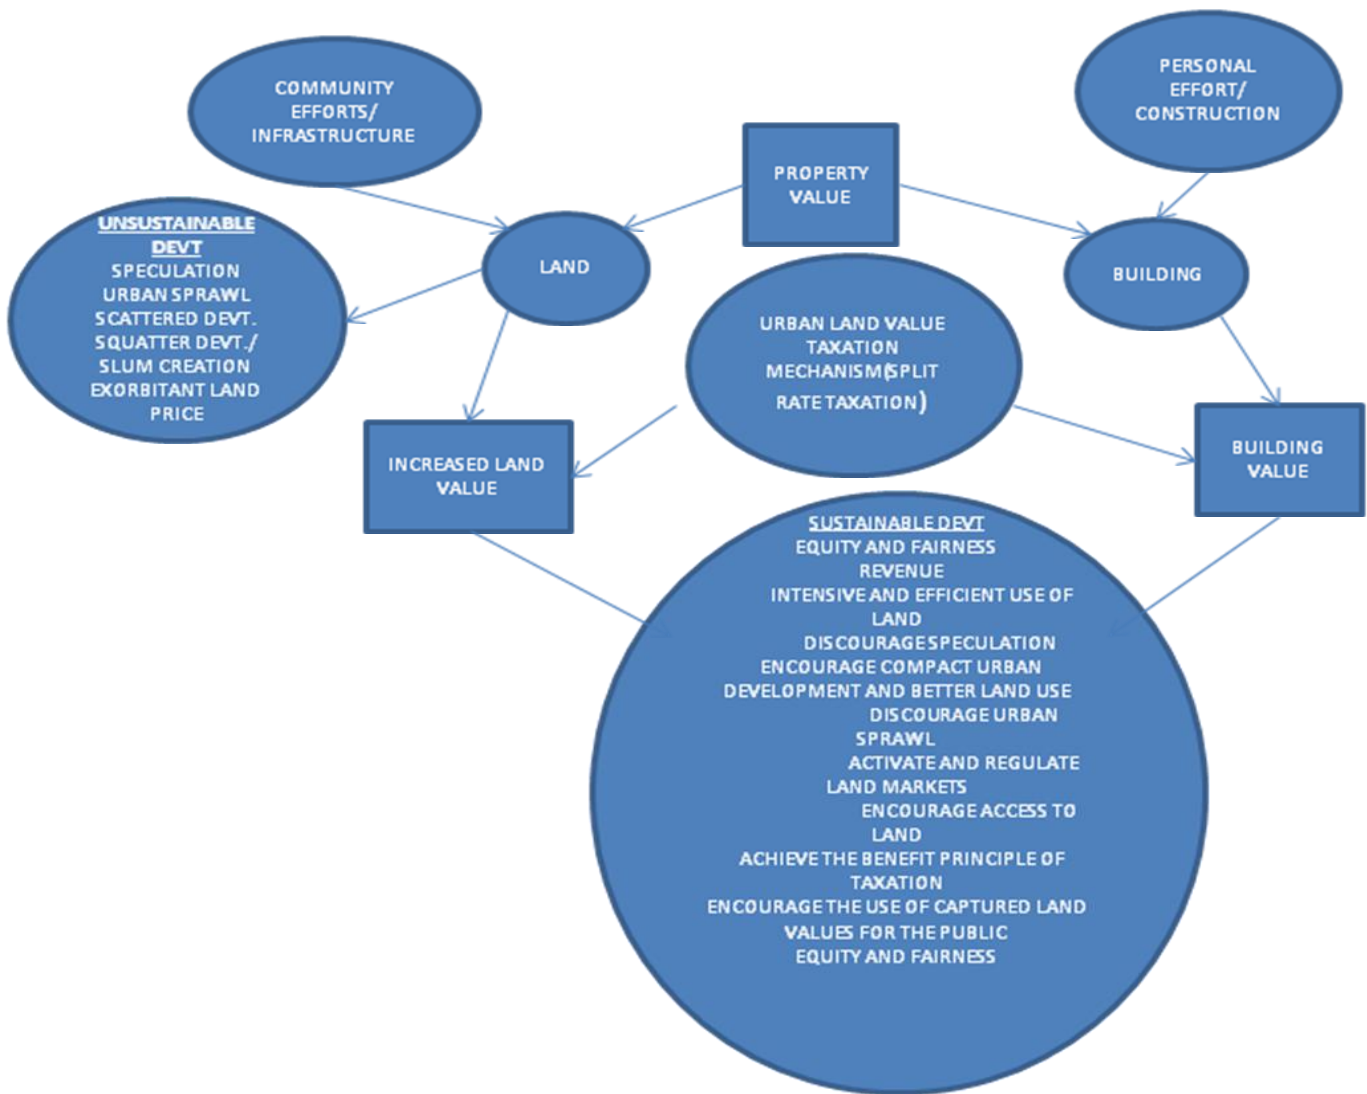 COMMUNITY
EFFORTS/
INFRASTRUCTURE
PERSONAL
EFFORT/
CONSTRUCTION
PROPERTY
VALUE
UNSUSTAINABLE
DEVT
SPECULATION
URBAN SPRAWL
SCATTERED DEVT.
SQUATTER DEVT./
SLUM CREATION
EXORBITANT LAND
PRICE
LAND
BUILDING
URBAN LAND VALUE
TAXATION
MECHANISM(SPLIT
RATE TAXATION)
INCREASED LAND
VALUE
BUILDING
VALUE
SUSTAINABLE DEVT
EQUITY AND FAIRNESS
REVENUE
INTENSIVE AND EFFICIENT USE OF
LAND
DISCOURAGE SPECULATION
ENCOURAGE COMPACT URBAN
DEVELOPMENT AND BETTER LAND USE
DISCOURAGE URBAN
SPRAWL
ACTIVATE AND REGULATE
LAND MARKETS
ENCOURAGE ACCESS TO
LAND
ACHIEVE THE BENEFIT PRINCIPLE OF
TAXATION
ENCOURAGE THE USE OF CAPTURED LAND
VALUES FOR THE PUBLIC
EQUITY AND FAIRNESS